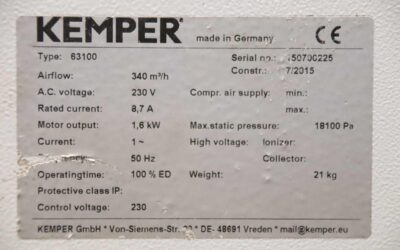 KEMPER made in Germany CE
Type: 63100 Serial no.: 150700225
Airflow: 340 m³/h Constr.: 7/2015
A.C. voltage: 230 V Compr. air supply: min.:
Rated current: 8,7 A max.:
Motor output: 1,6 kW Max.static pressure: 18100 Pa
Current: 1~ High voltage: Ionizer:
50 Hz Collector:
Operatingtime: 100 % ED Weight: 21 kg
Protective class IP:
Control voltage: 230
KEMPER GmbH * Von-Siemens-Str. * DE- 48691 Vreden * mail@kemper.eu